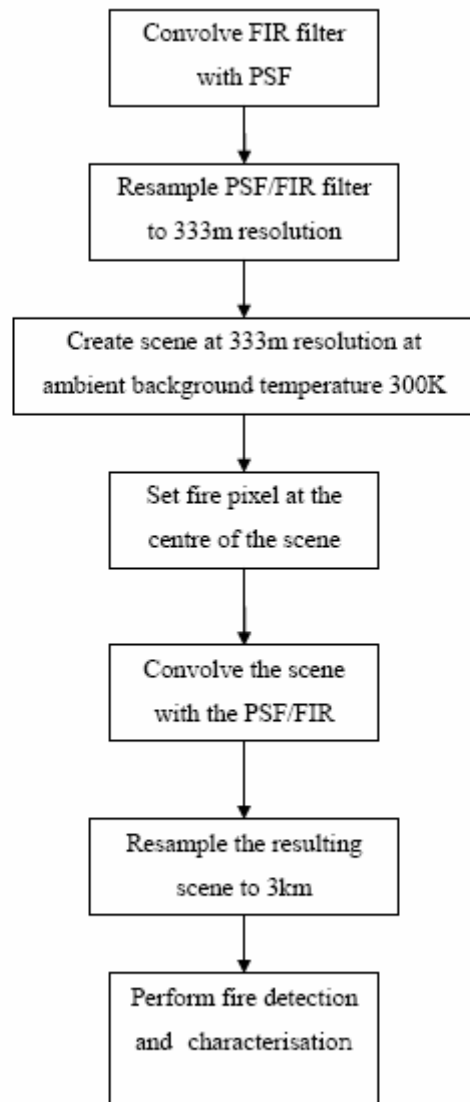 Convolve FIR filter
with PSF
Resample PSF/FIR filter
to 333m resolution
Create scene at 333m resolution at
ambient background temperature 300K
Set fire pixel at the
centre of the scene
Convolve the scene
with the PSF/FIR
Resample the resulting
scene to 3km
Perform fire detection
and characterisation